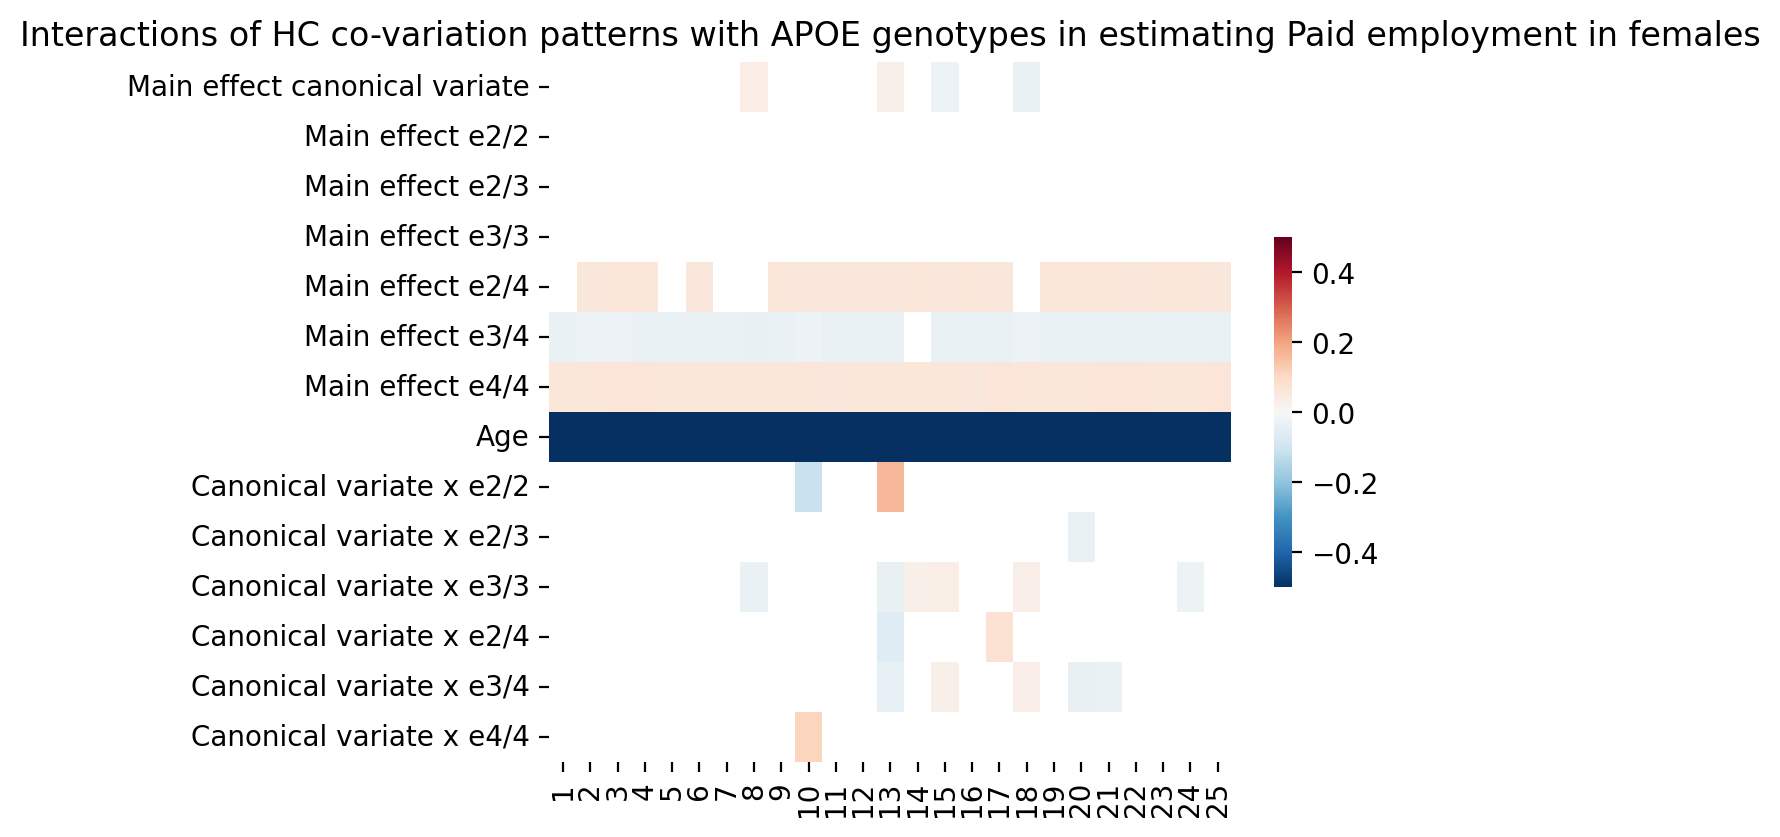 Interactions of HC co-variation patterns with APOE genotypes in estimating Paid employment in females
Main effect canonical variate
Main effect e2/2
Main effect e2/3
Main effect e3/3
Main effect e2/4
Main effect e3/4
Main effect e4/4
Age
Canonical variate x e2/2
Canonical variate x e2/3
Canonical variate x e3/3
Canonical variate x e2/4
Canonical variate x e3/4
Canonical variate x e4/4
1 2 3 4 5 6 7 8 9 10 11 12 13 14 15 16 17 18 19 20 21 22 23 24 25
0.4
0.2
0.0
−0.2
−0.4